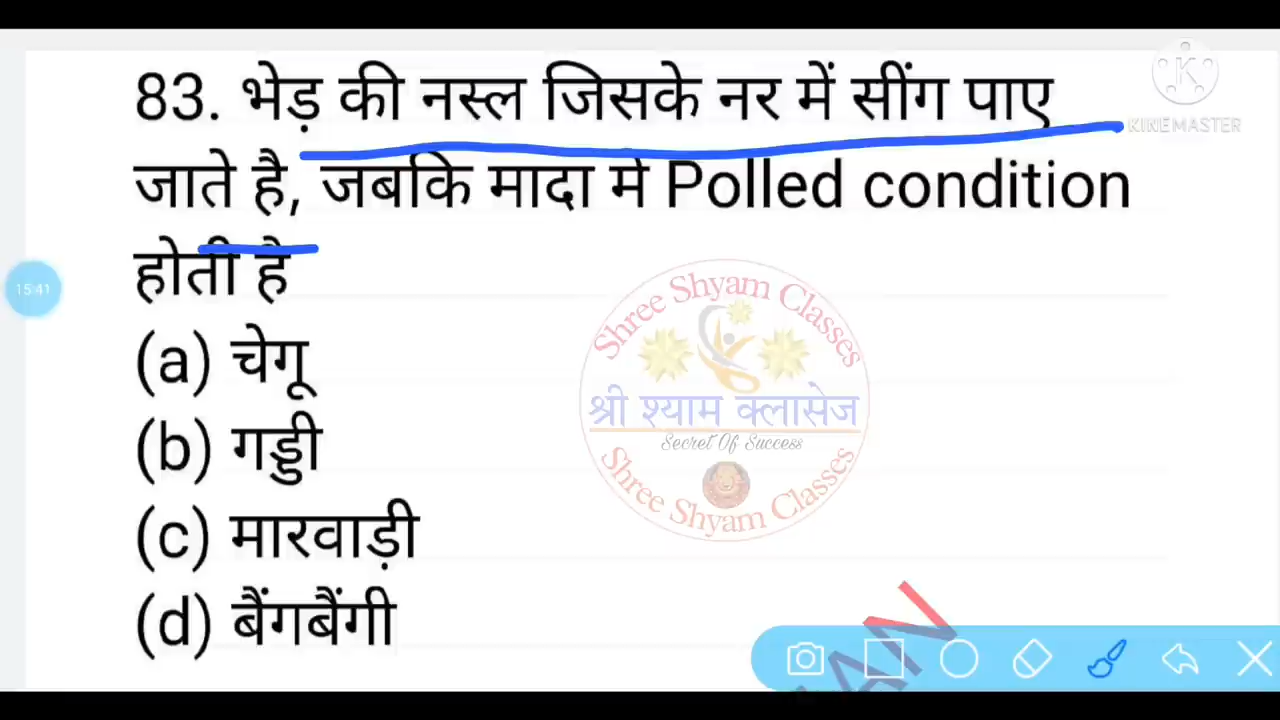 83. भेड़ की नस्ल जिसके नर में सींग पाए
जाते है, जबकि मादा में Polled condition
होती है
(a) चेगू
(b) गड्डी
(c) मारवाड़ी
(d) बैंगबैंगी
KINEMASTER
15:41
Shree Shyam Classes
श्री श्याम क्लासेज
Secret Of Success
Shree Shyam Classes